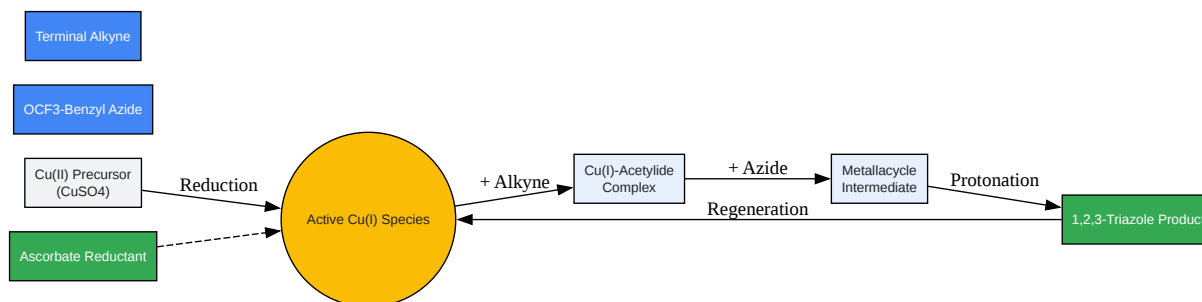 Terminal Alkyne
OCF3-Benzyl Azide
Cu(II) Precursor
(CuSO4)
Reduction
Ascorbate Reductant
Active Cu(I) Species
+ Alkyne
Cu(I)-Acetylide
Complex
+ Azide
Metallacycle
Intermediate
Protonation
Regeneration
1,2,3-Triazole Product